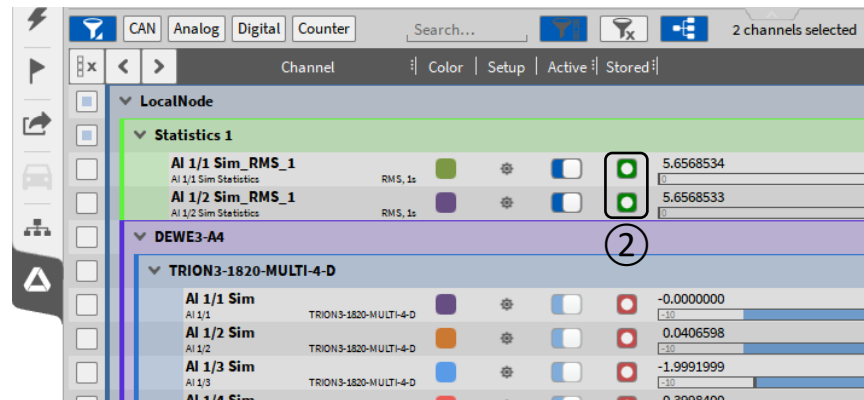 CAN Analog Digital Counter Search... 2 channels selected
Channel Color Setup Active Stored
LocalNode
Statistics 1
AI 1/1 Sim_RMS_1 5.6568534
AI 1/1 Sim Statistics RMS, 1s 0
AI 1/2 Sim_RMS_1 5.6568533
AI 1/2 Sim Statistics RMS, 1s 0
DEWE3-A4 2
TRION3-1820-MULTI-4-D
AI 1/1 Sim -0.0000000
AI 1/1 TRION3-1820-MULTI-4-D -10
AI 1/2 Sim 0.0406598
AI 1/2 TRION3-1820-MULTI-4-D -10
AI 1/3 Sim -1.9991999
AI 1/3 TRION3-1820-MULTI-4-D -10
AI 1/4 Sim